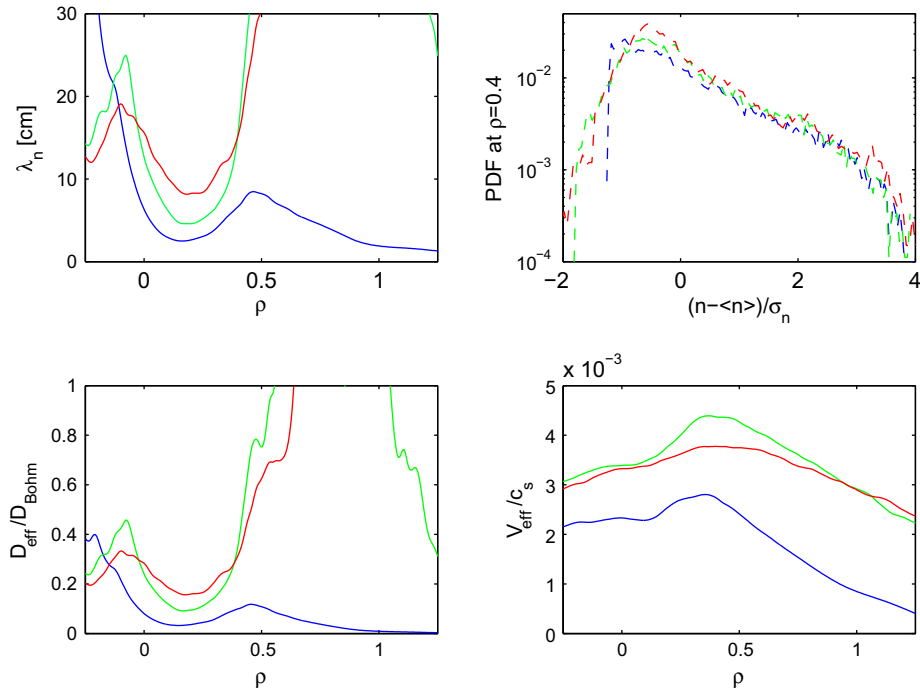 30
20
10
0
λn [cm]
0 0.5 1
ρ
10−2
10−3
10−4
PDF at ρ=0.4
−2 0 2 4
(n−<n>)/σn
1
0.8
0.6
0.4
0.2
0
Deff/DBohm
0 0.5 1
ρ
x 10−3
5
4
3
2
1
0
Veff/cs
0 0.5 1
ρ